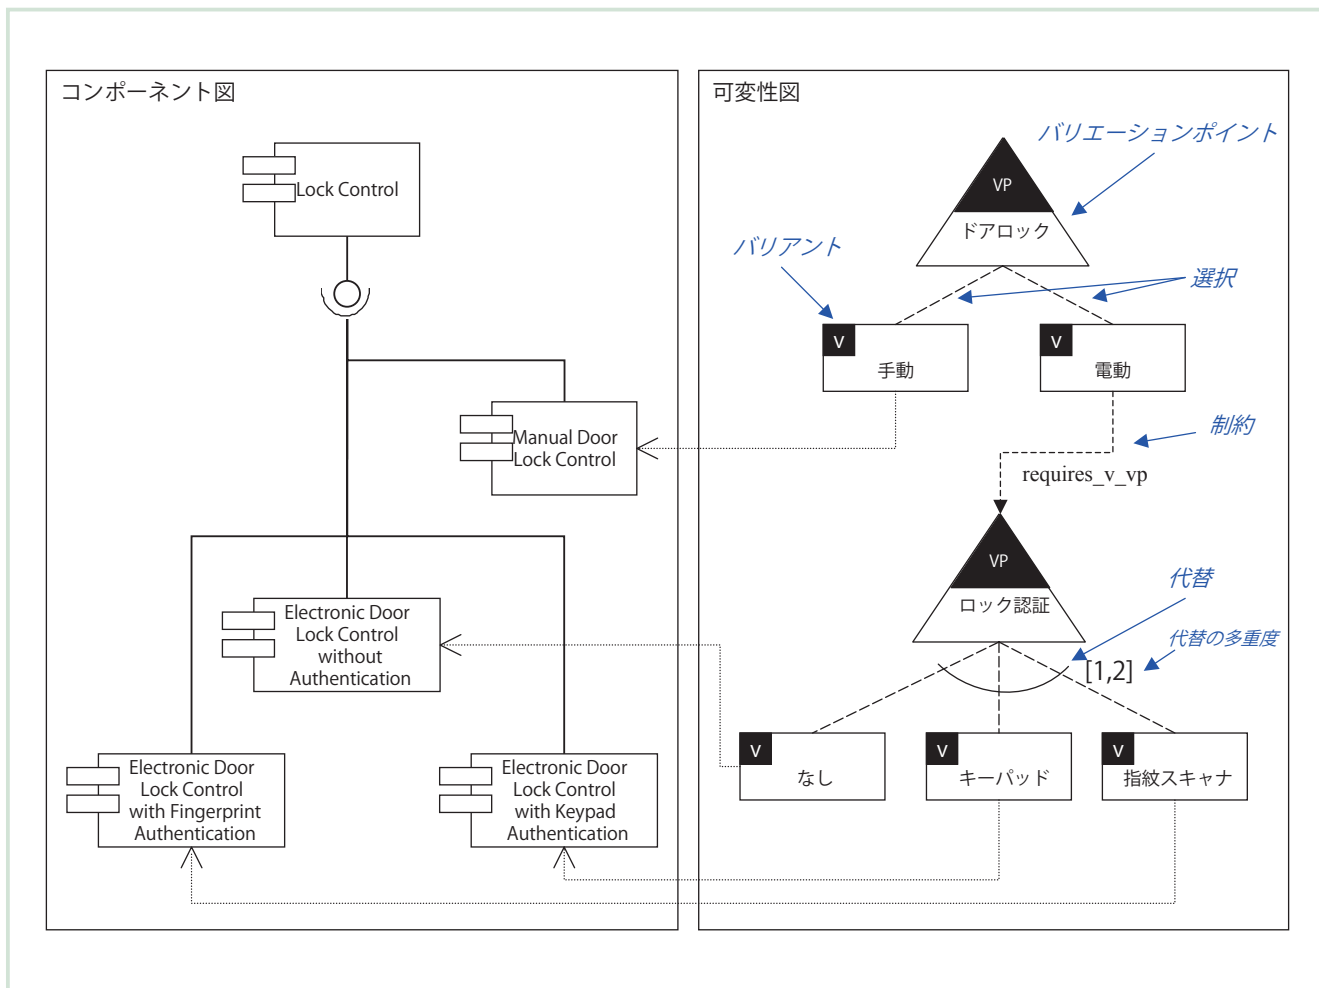 コンポーネント図
Lock Control
Manual Door
Lock Control
Electronic Door
Lock Control
without
Authentication
Electronic Door
Lock Control
with Fingerprint
Authentication
Electronic Door
Lock Control
with Keypad
Authentication
可変性図
バリエーションポイント
VP
ドアロック
バリアント
選択
V
手動
V
電動
制約
requires_v_vp
VP
ロック認証
代替
代替の多重度
[1,2]
V
なし
V
キーパッド
V
指紋スキャナ